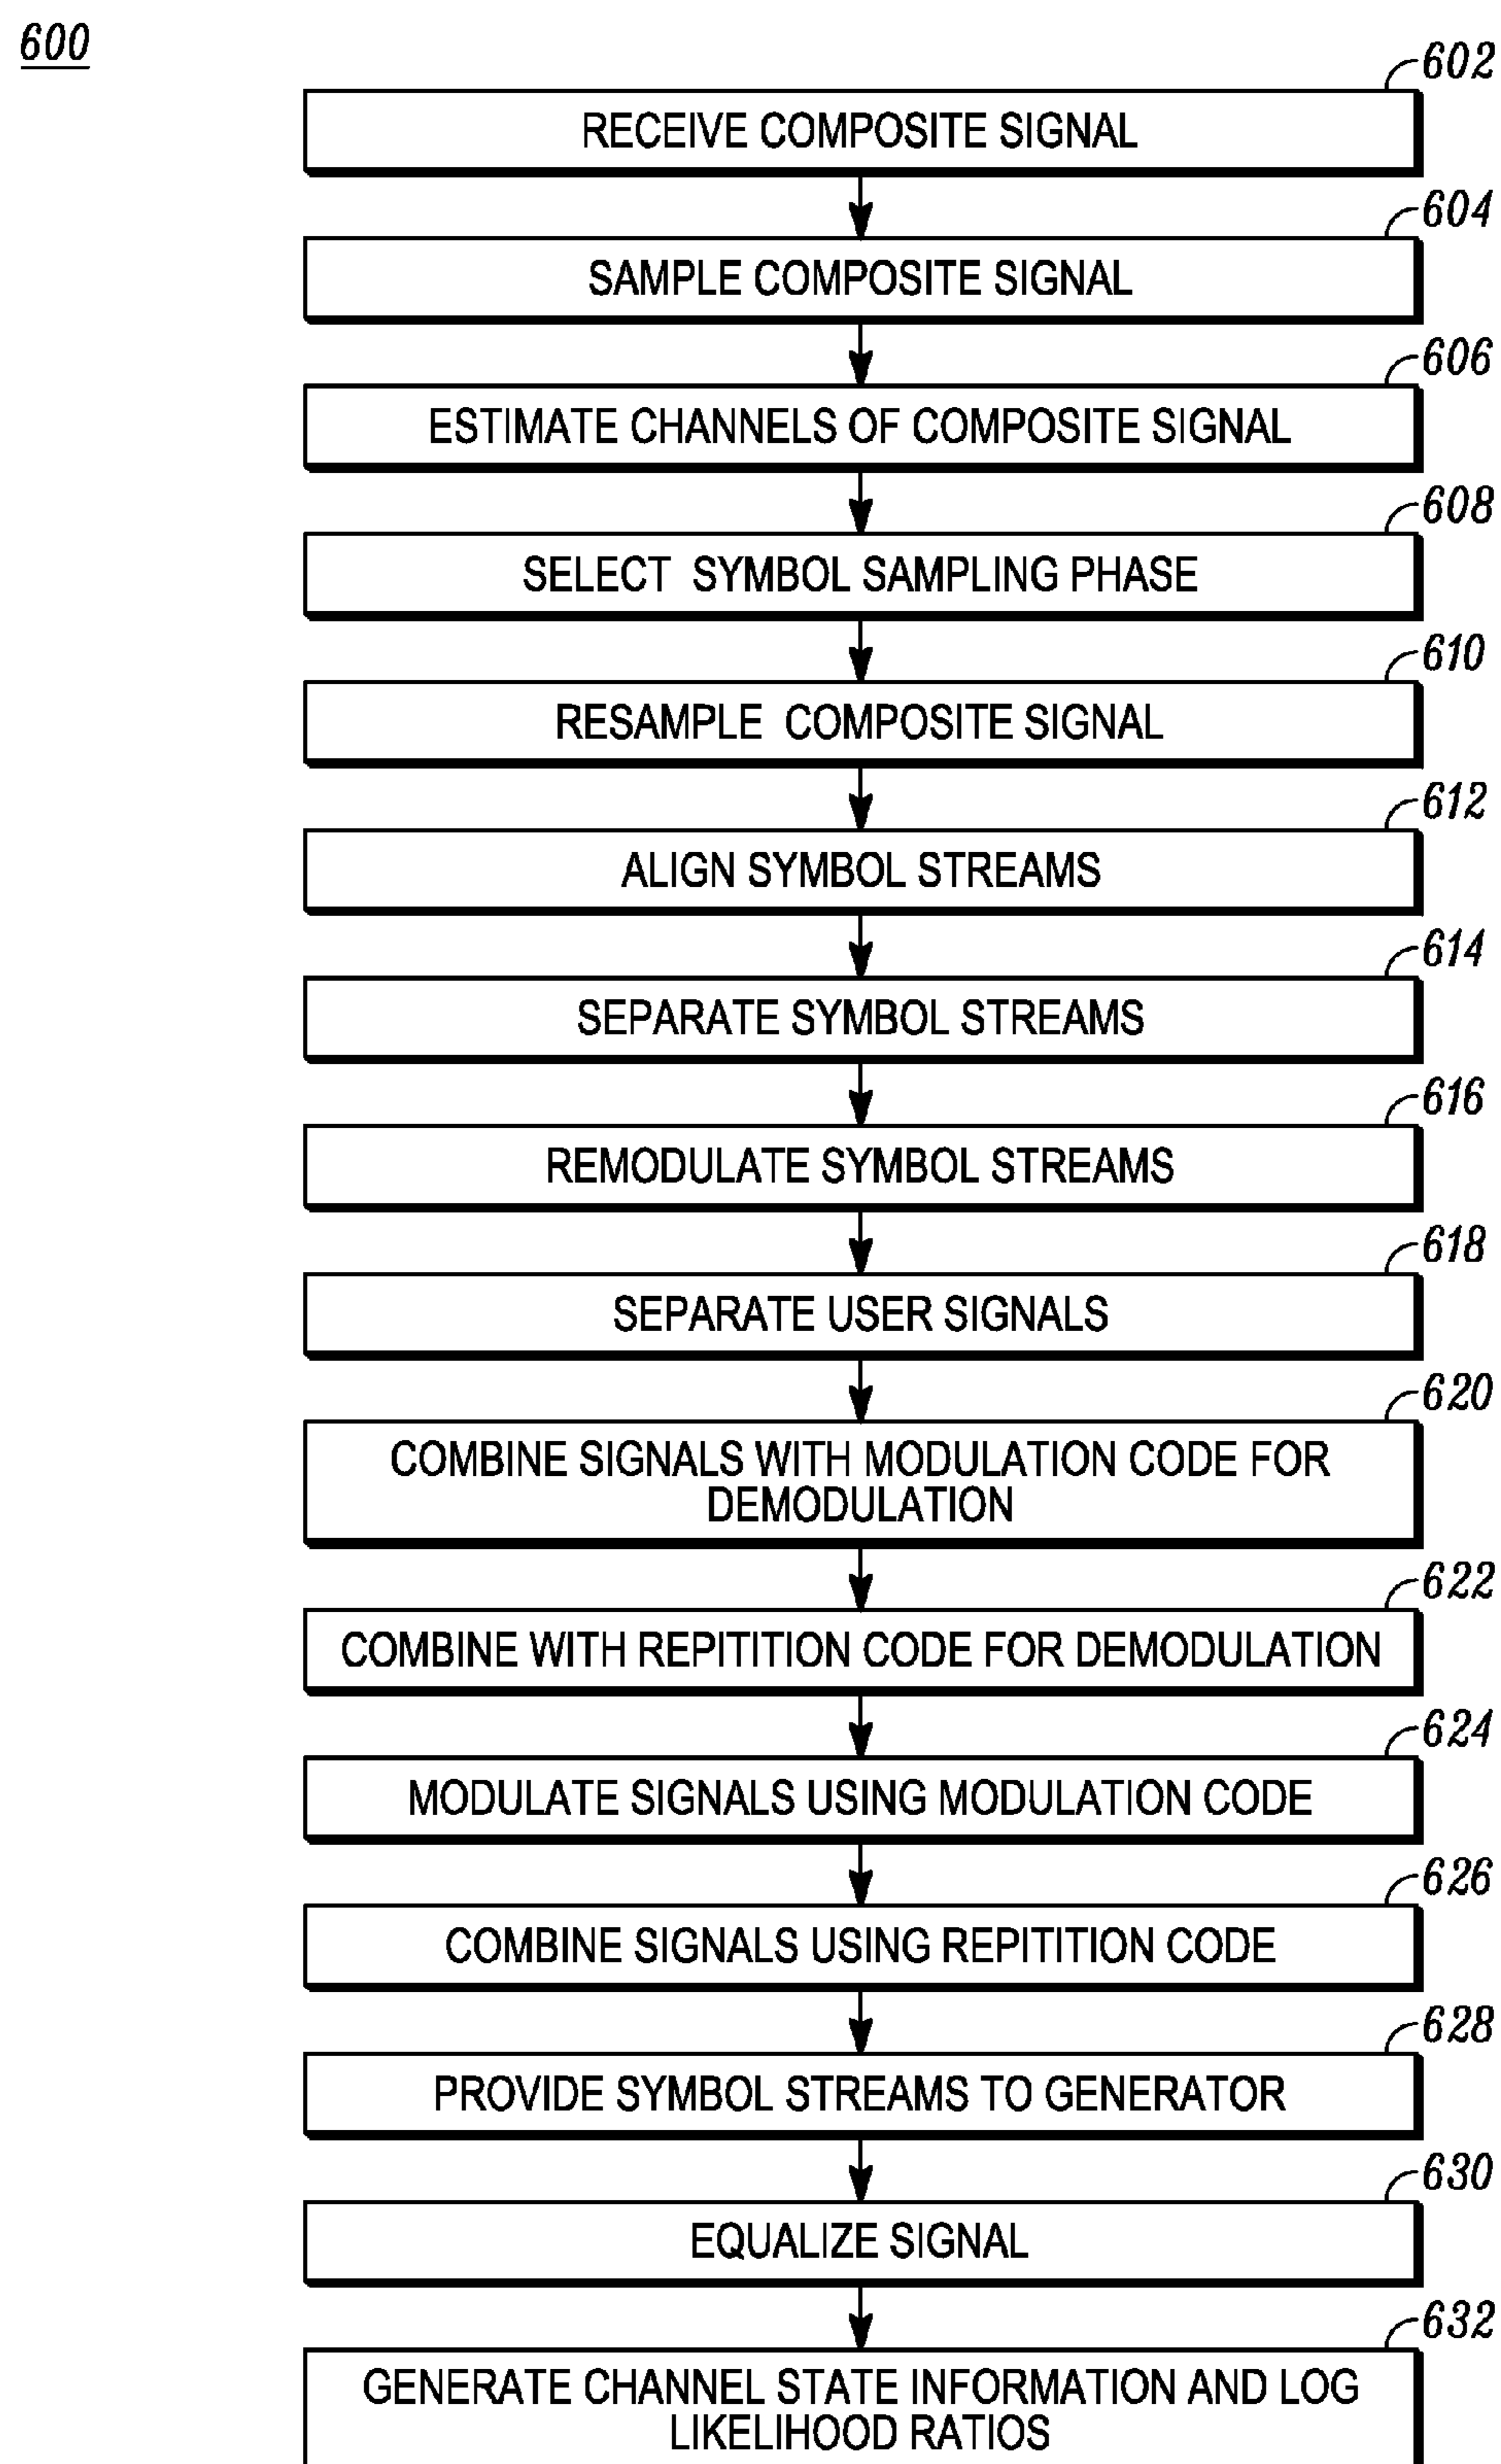 600
602
RECEIVE COMPOSITE SIGNAL
604
SAMPLE COMPOSITE SIGNAL
606
ESTIMATE CHANNELS OF COMPOSITE SIGNAL
608
SELECT SYMBOL SAMPLING PHASE
610
RESAMPLE COMPOSITE SIGNAL
612
ALIGN SYMBOL STREAMS
614
SEPARATE SYMBOL STREAMS
616
REMODULATE SYMBOL STREAMS
618
SEPARATE USER SIGNALS
620
COMBINE SIGNALS WITH MODULATION CODE FOR
DEMODULATION
622
COMBINE WITH REPITITION CODE FOR DEMODULATION
624
MODULATE SIGNALS USING MODULATION CODE
626
COMBINE SIGNALS USING REPITITION CODE
628
PROVIDE SYMBOL STREAMS TO GENERATOR
630
EQUALIZE SIGNAL
632
GENERATE CHANNEL STATE INFORMATION AND LOG
LIKELIHOOD RATIOS